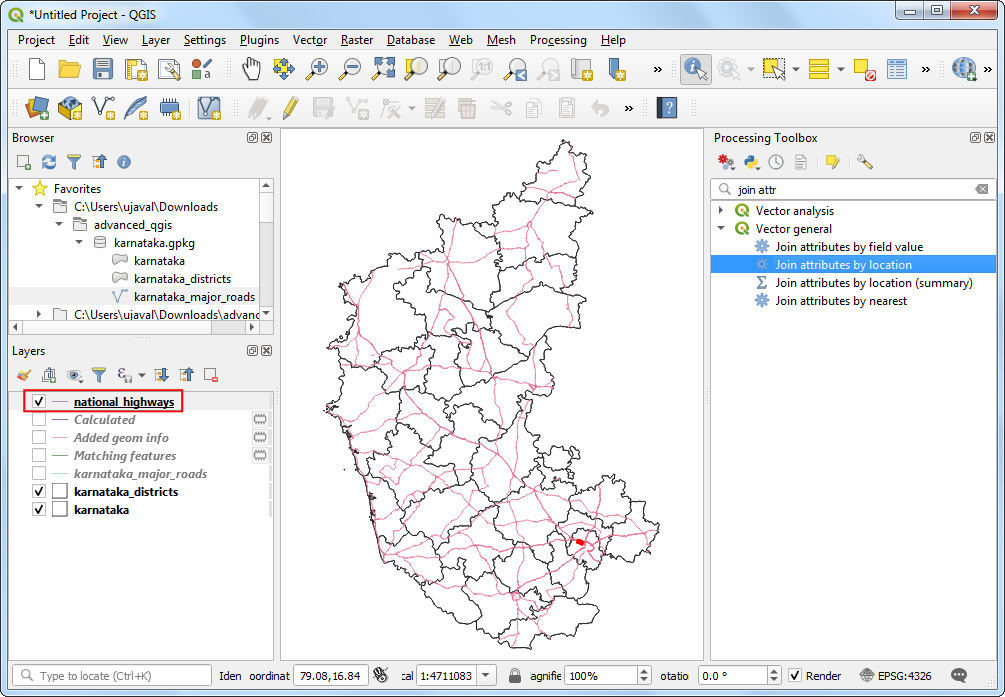 *Untitled Project - QGIS
Project Edit View Layer Settings Plugins Vector Raster Database Web Mesh Processing Help
Browser
Favorites
C:\Users\ujaval\Downloads
advanced_qgis
karnataka.gpkg
karnataka
karnataka_districts
karnataka_major_roads
C:\Users\ujaval\Downloads\advanc
Layers
national_highways
Calculated
Added geom info
Matching features
karnataka_major_roads
karnataka_districts
karnataka
Processing Toolbox
join attr
Vector analysis
Vector general
Join attributes by field value
Join attributes by location
Join attributes by location (summary)
Join attributes by nearest
Type to locate (Ctrl+K) Iden oordinat 79.08,16.84 :cal 1:4711083 agnifie 100% otatio 0.0 ° Render EPSG:4326